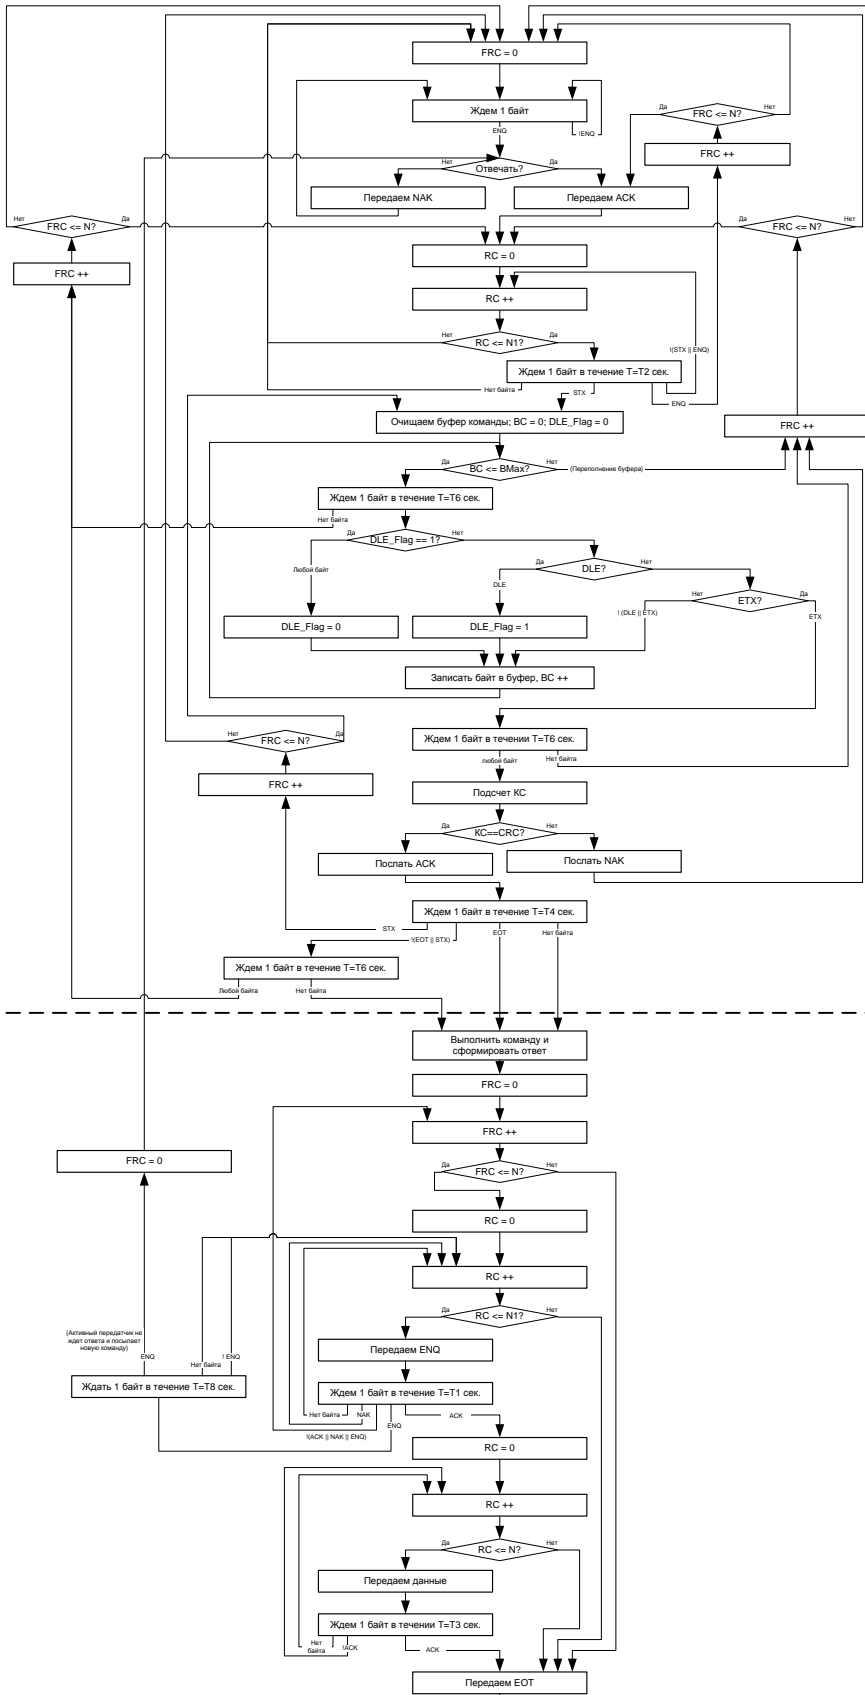 FRC = 0
Ждем 1 байт
ENQ
!ENQ
Да
FRC <= N?
Нет
FRC ++
Нет
Отвечать?
Да
Передаем NAK
Передаем ACK
Нет
FRC <= N?
Да
Да
FRC <= N?
Нет
FRC ++
RC = 0
RC ++
Нет
RC <= N1?
Да
!(STX || ENQ)
Ждем 1 байт в течение T=T2 сек.
Нет байта
STX
ENQ
Очищаем буфер команды; BC = 0; DLE_Flag = 0
FRC ++
Да
BC <= BMax?
Нет
(Переполнение буфера)
Ждем 1 байт в течение T=T6 сек.
Нет байта
Да
DLE_Flag == 1?
Нет
Любой байт
Да
DLE?
Нет
DLE
Нет
ETX?
Да
! (DLE || ETX)
ETX
DLE_Flag = 0
DLE_Flag = 1
Записать байт в буфер, BC ++
Нет
FRC <= N?
Да
Ждем 1 байт в течении T=T6 сек.
любой байт
Нет байта
FRC ++
Подсчет КС
Да
КС==CRC?
Нет
Послать ACK
Послать NAK
Ждем 1 байт в течение T=T4 сек.
STX
!(EOT || STX)
EOT
Нет байта
Ждем 1 байт в течение T=T6 сек.
Любой байта
Нет байта
Выполнить команду и
сформировать ответ
FRC = 0
FRC ++
FRC = 0
Да
FRC <= N?
Нет
RC = 0
RC ++
Да
RC <= N1?
Нет
(Активный передатчик не
ждет ответа и посылает
новую команду)
ENQ
Нет байта
! ENQ
Передаем ENQ
Ждать 1 байт в течение T=T8 сек.
Ждем 1 байт в течение T=T1 сек.
Нет байта
NAK
ENQ
ACK
!(ACK || NAK || ENQ)
RC = 0
RC ++
Да
RC <= N?
Нет
Передаем данные
Ждем 1 байт в течении T=T3 сек.
Нет
байта
!ACK
ACK
Передаем EOT